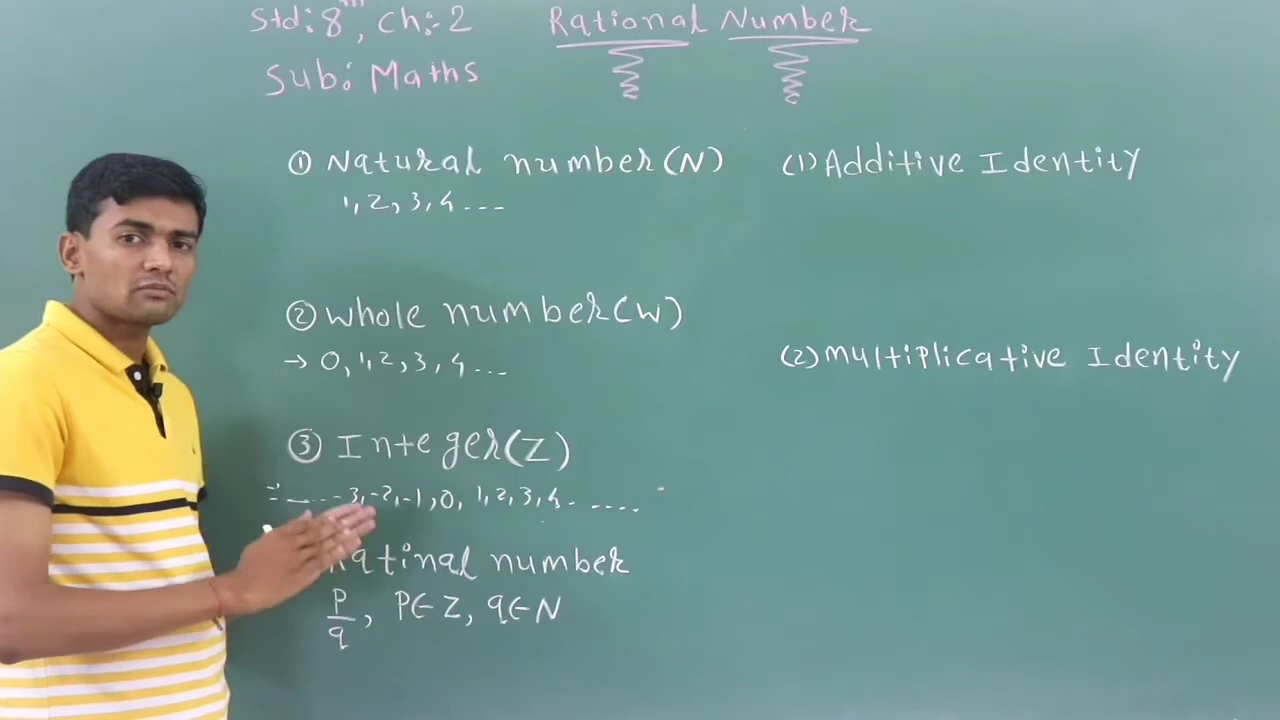 Std: 8th, Ch:- 2
Rational Number
Sub: Maths
① Natural number(N)
1, 2, 3, 4 ...
② Whole number(W)
→ 0, 1, 2, 3, 4 ...
③ Integer(Z)
..... -3, -2, -1, 0, 1, 2, 3, 4 ......
Ratinal number
P/q, P∈Z, q∈N
(1) Additive Identity
(2) Multiplicative Identity